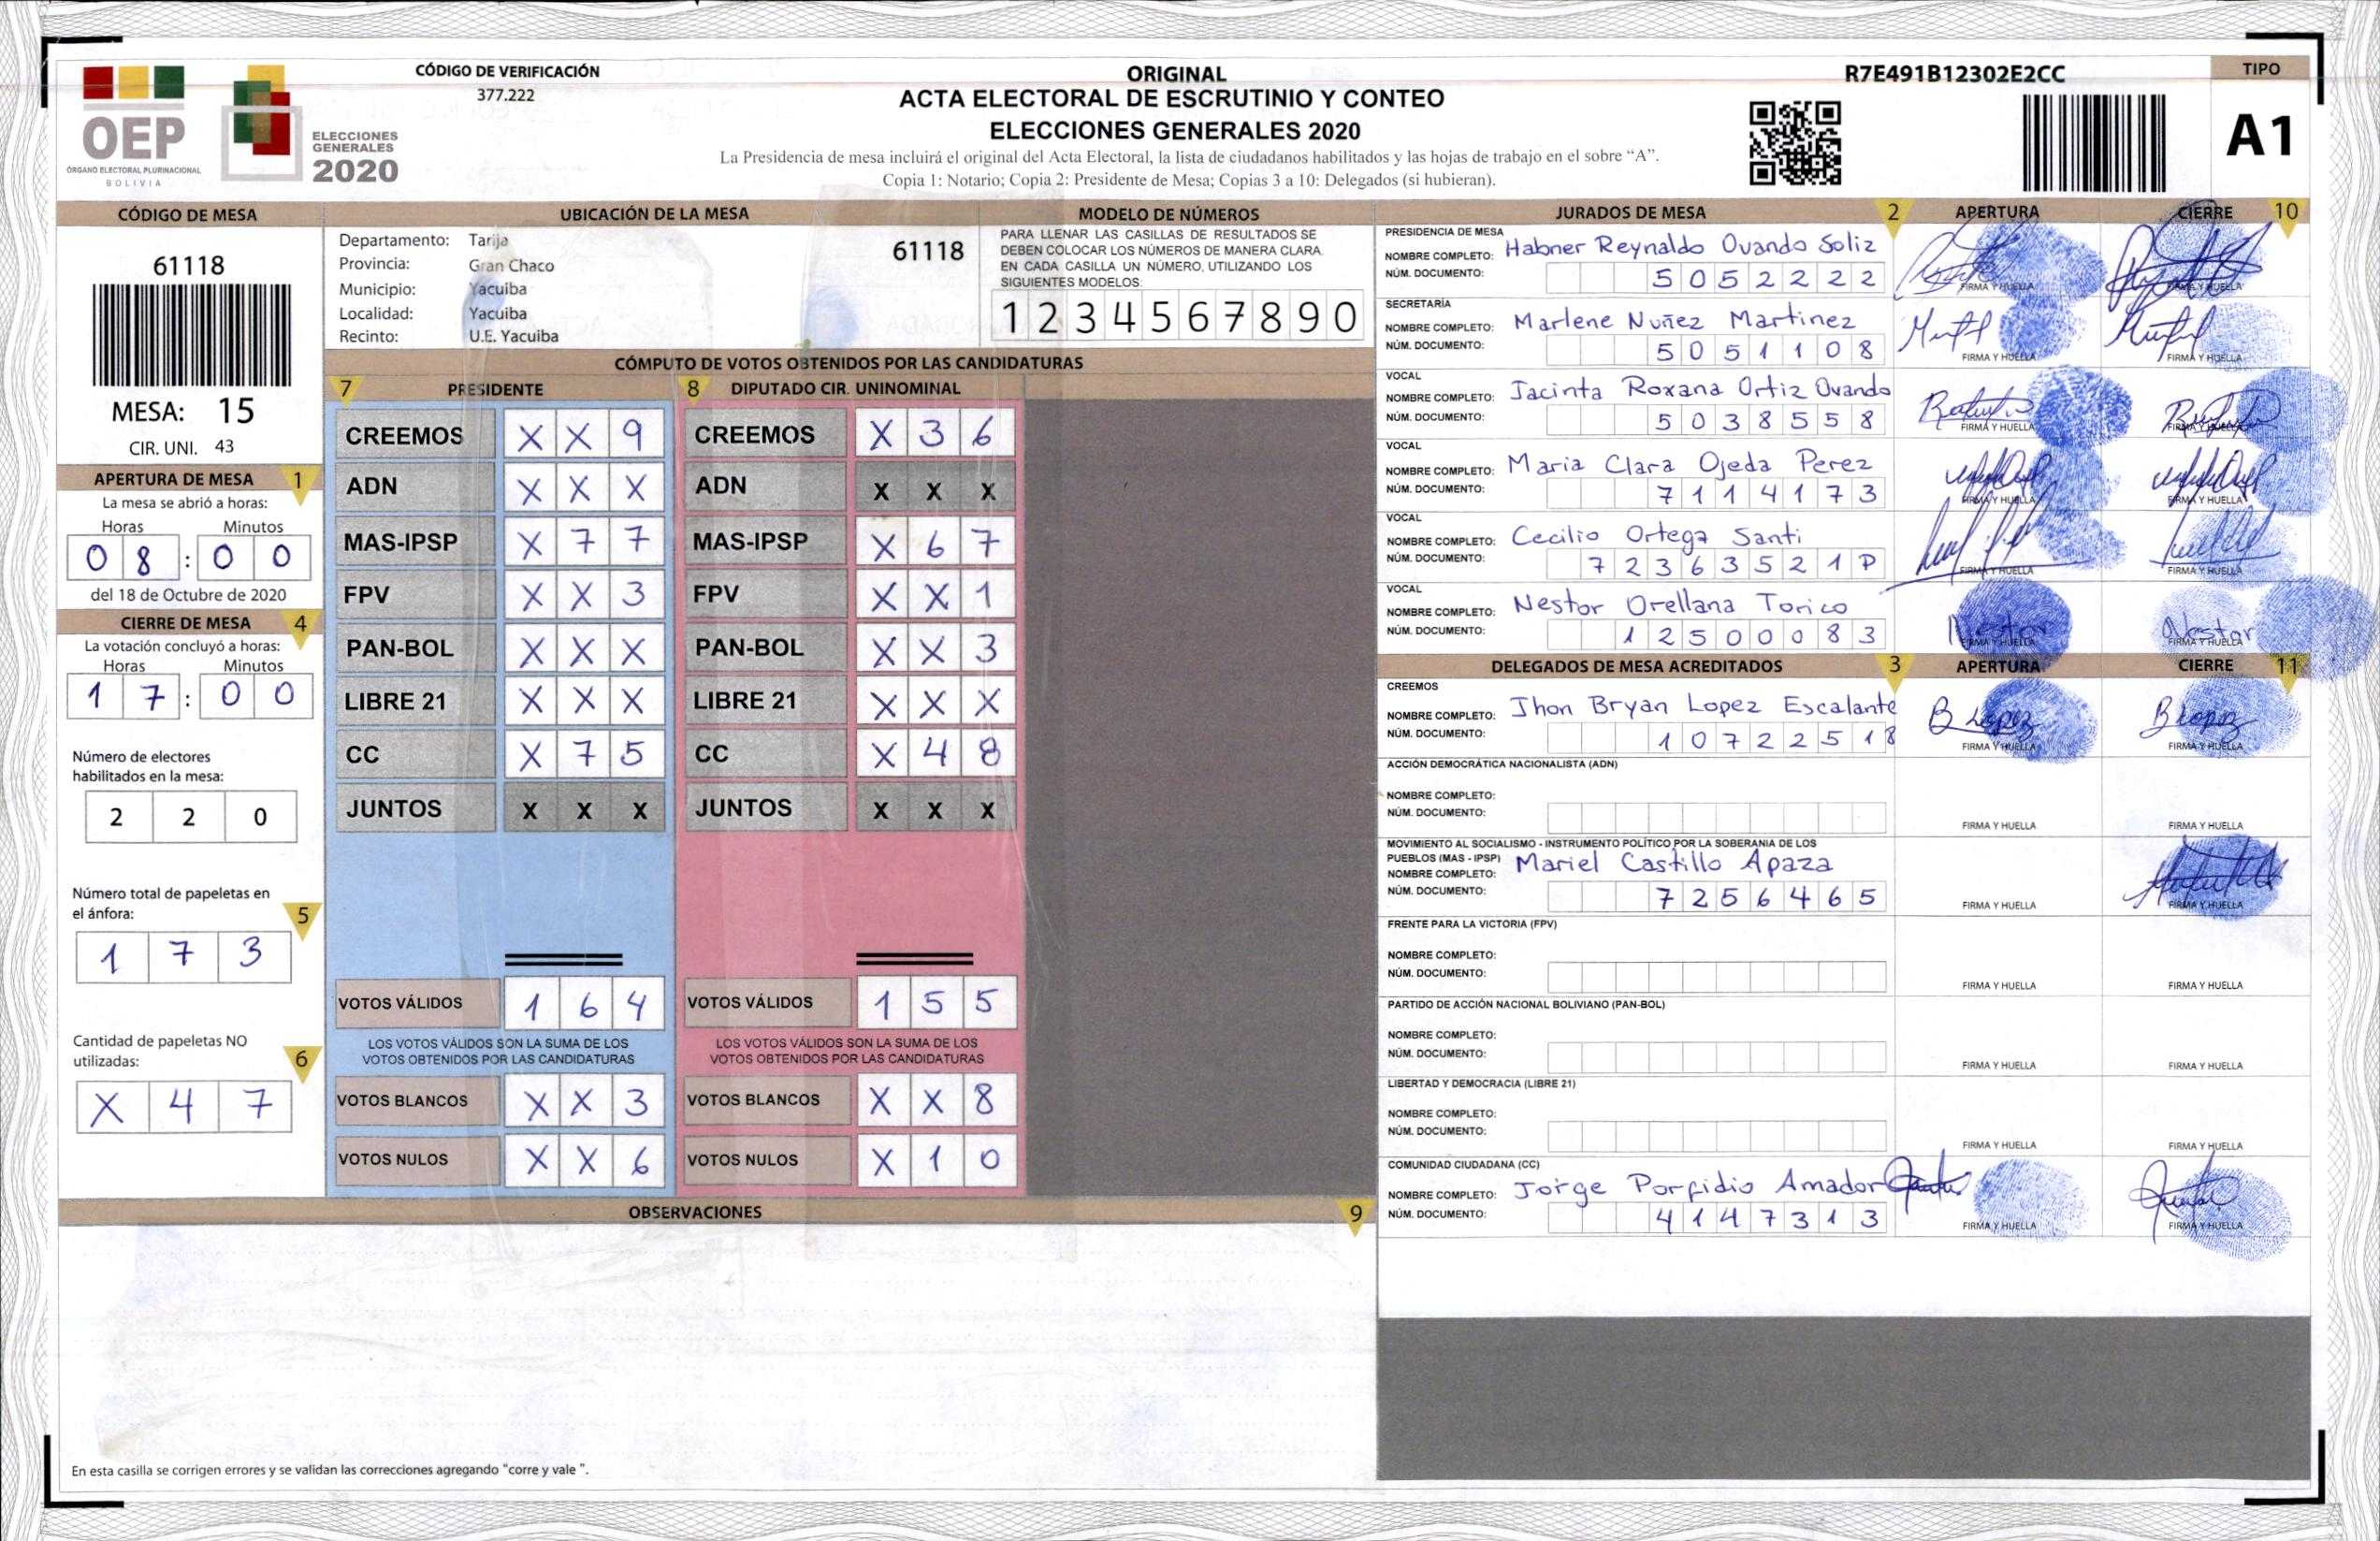 CÓDIGO DE VERIFICACIÓN
377.222
OEP
ÓRGANO ELECTORAL PLURINACIONAL
BOLIVIA
ELECCIONES
GENERALES
2020
ORIGINAL
ACTA ELECTORAL DE ESCRUTINIO Y CONTEO
ELECCIONES GENERALES 2020
La Presidencia de mesa incluirá el original del Acta Electoral, la lista de ciudadanos habilitados y las hojas de trabajo en el sobre “A”.
Copia 1: Notario; Copia 2: Presidente de Mesa; Copias 3 a 10: Delegados (si hubieran).
R7E491B12302E2CC
TIPO
A1
CÓDIGO DE MESA
61118
MESA: 15
CIR. UNI. 43
APERTURA DE MESA 1
La mesa se abrió a horas:
Horas Minutos
0 8 : 0 0
del 18 de Octubre de 2020
CIERRE DE MESA 4
La votación concluyó a horas:
Horas Minutos
1 7 : 0 0
Número de electores
habilitados en la mesa:
2 2 0
Número total de papeletas en
el ánfora: 5
1 7 3
Cantidad de papeletas NO
utilizadas: 6
X 4 7
UBICACIÓN DE LA MESA
Departamento: Tarija
Provincia: Gran Chaco
Municipio: Yacuiba
Localidad: Yacuiba
Recinto: U.E. Yacuiba
61118
MODELO DE NÚMEROS
PARA LLENAR LAS CASILLAS DE RESULTADOS SE
DEBEN COLOCAR LOS NÚMEROS DE MANERA CLARA.
EN CADA CASILLA UN NÚMERO, UTILIZANDO LOS
SIGUIENTES MODELOS:
1 2 3 4 5 6 7 8 9 0
CÓMPUTO DE VOTOS OBTENIDOS POR LAS CANDIDATURAS
7 PRESIDENTE
CREEMOS X X 9
ADN X X X
MAS-IPSP X 7 7
FPV X X 3
PAN-BOL X X X
LIBRE 21 X X X
CC X 7 5
JUNTOS X X X
VOTOS VÁLIDOS 1 6 4
LOS VOTOS VÁLIDOS SON LA SUMA DE LOS
VOTOS OBTENIDOS POR LAS CANDIDATURAS
VOTOS BLANCOS X X 3
VOTOS NULOS X X 6
8 DIPUTADO CIR. UNINOMINAL
CREEMOS X 3 6
ADN X X X
MAS-IPSP X 6 7
FPV X X 1
PAN-BOL X X 3
LIBRE 21 X X X
CC X 4 8
JUNTOS X X X
VOTOS VÁLIDOS 1 5 5
LOS VOTOS VÁLIDOS SON LA SUMA DE LOS
VOTOS OBTENIDOS POR LAS CANDIDATURAS
VOTOS BLANCOS X X 8
VOTOS NULOS X 1 0
OBSERVACIONES 9
En esta casilla se corrigen errores y se validan las correcciones agregando "corre y vale ".
JURADOS DE MESA 2 APERTURA CIERRE 10
PRESIDENCIA DE MESA
NOMBRE COMPLETO: Habner Reynaldo Ovando Soliz
NÚM. DOCUMENTO: 5 0 5 2 2 2 2
FIRMA Y HUELLA FIRMA Y HUELLA
SECRETARÍA
NOMBRE COMPLETO: Marlene Nuñez Martinez
NÚM. DOCUMENTO: 5 0 5 1 1 0 8
FIRMA Y HUELLA FIRMA Y HUELLA
VOCAL
NOMBRE COMPLETO: Jacinta Roxana Ortiz Ovando
NÚM. DOCUMENTO: 5 0 3 8 5 5 8
FIRMA Y HUELLA FIRMA Y HUELLA
VOCAL
NOMBRE COMPLETO: Maria Clara Ojeda Perez
NÚM. DOCUMENTO: 7 1 1 4 1 7 3
FIRMA Y HUELLA FIRMA Y HUELLA
VOCAL
NOMBRE COMPLETO: Cecilio Ortega Santi
NÚM. DOCUMENTO: 7 2 3 6 3 5 2 1 P
FIRMA Y HUELLA FIRMA Y HUELLA
VOCAL
NOMBRE COMPLETO: Nestor Orellana Torico
NÚM. DOCUMENTO: 1 2 5 0 0 0 8 3
Nestor Nestor
FIRMA Y HUELLA FIRMA Y HUELLA
DELEGADOS DE MESA ACREDITADOS 3 APERTURA CIERRE 11
CREEMOS
NOMBRE COMPLETO: Jhon Bryan Lopez Escalante
NÚM. DOCUMENTO: 1 0 7 2 2 5 1 8
B Lopez B Lopez
FIRMA Y HUELLA FIRMA Y HUELLA
ACCIÓN DEMOCRÁTICA NACIONALISTA (ADN)
NOMBRE COMPLETO:
NÚM. DOCUMENTO:
FIRMA Y HUELLA FIRMA Y HUELLA
MOVIMIENTO AL SOCIALISMO - INSTRUMENTO POLÍTICO POR LA SOBERANIA DE LOS
PUEBLOS (MAS - IPSP)
NOMBRE COMPLETO: Mariel Castillo Apaza
NÚM. DOCUMENTO: 7 2 5 6 4 6 5
FIRMA Y HUELLA FIRMA Y HUELLA
FRENTE PARA LA VICTORIA (FPV)
NOMBRE COMPLETO:
NÚM. DOCUMENTO:
FIRMA Y HUELLA FIRMA Y HUELLA
PARTIDO DE ACCIÓN NACIONAL BOLIVIANO (PAN-BOL)
NOMBRE COMPLETO:
NÚM. DOCUMENTO:
FIRMA Y HUELLA FIRMA Y HUELLA
LIBERTAD Y DEMOCRACIA (LIBRE 21)
NOMBRE COMPLETO:
NÚM. DOCUMENTO:
FIRMA Y HUELLA FIRMA Y HUELLA
COMUNIDAD CIUDADANA (CC)
NOMBRE COMPLETO: Jorge Porfidio Amador
NÚM. DOCUMENTO: 4 1 4 7 3 1 3
FIRMA Y HUELLA FIRMA Y HUELLA